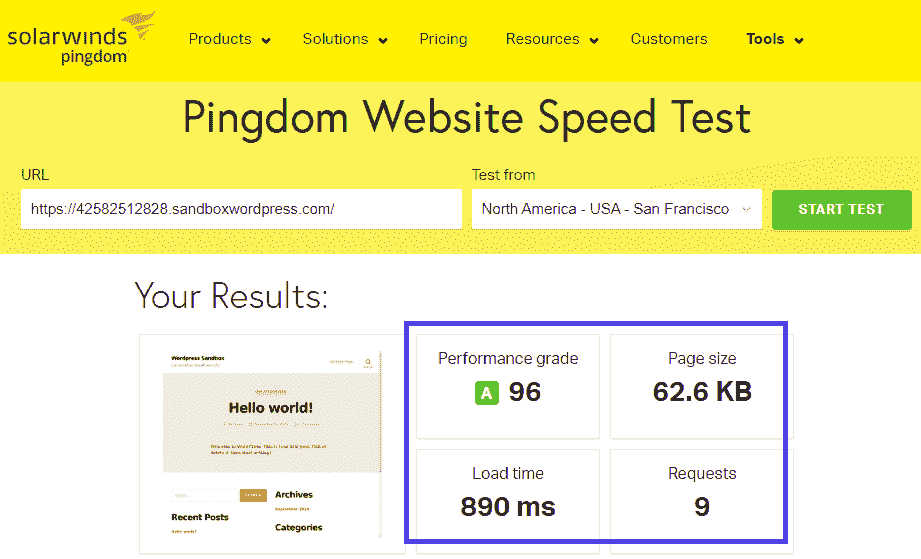 solarwinds
pingdom
Products Solutions Pricing Resources Customers Tools
Pingdom Website Speed Test
URL
Test from
https://42582512828.sandboxwordpress.com/
North America - USA - San Francisco
START TEST
Your Results:
Wordpress Sandbox
Hello world!
SEARCH
Archives
Recent Posts
Categories
Performance grade
A 96
Page size
62.6 KB
Load time
890 ms
Requests
9